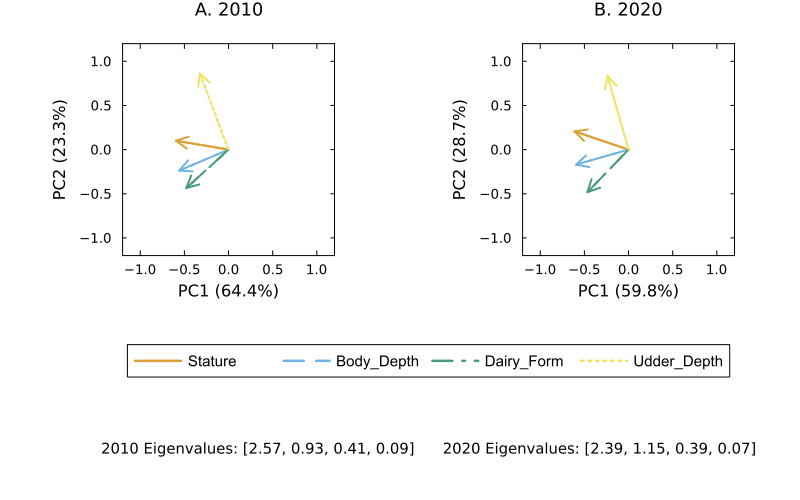 A. 2010
B. 2020
1.0
0.5
0.0
−0.5
−1.0
PC2 (23.3%)
−1.0 −0.5 0.0 0.5 1.0
PC1 (64.4%)
1.0
0.5
0.0
−0.5
−1.0
PC2 (28.7%)
−1.0 −0.5 0.0 0.5 1.0
PC1 (59.8%)
Stature Body_Depth Dairy_Form Udder_Depth
2010 Eigenvalues: [2.57, 0.93, 0.41, 0.09]
2020 Eigenvalues: [2.39, 1.15, 0.39, 0.07]